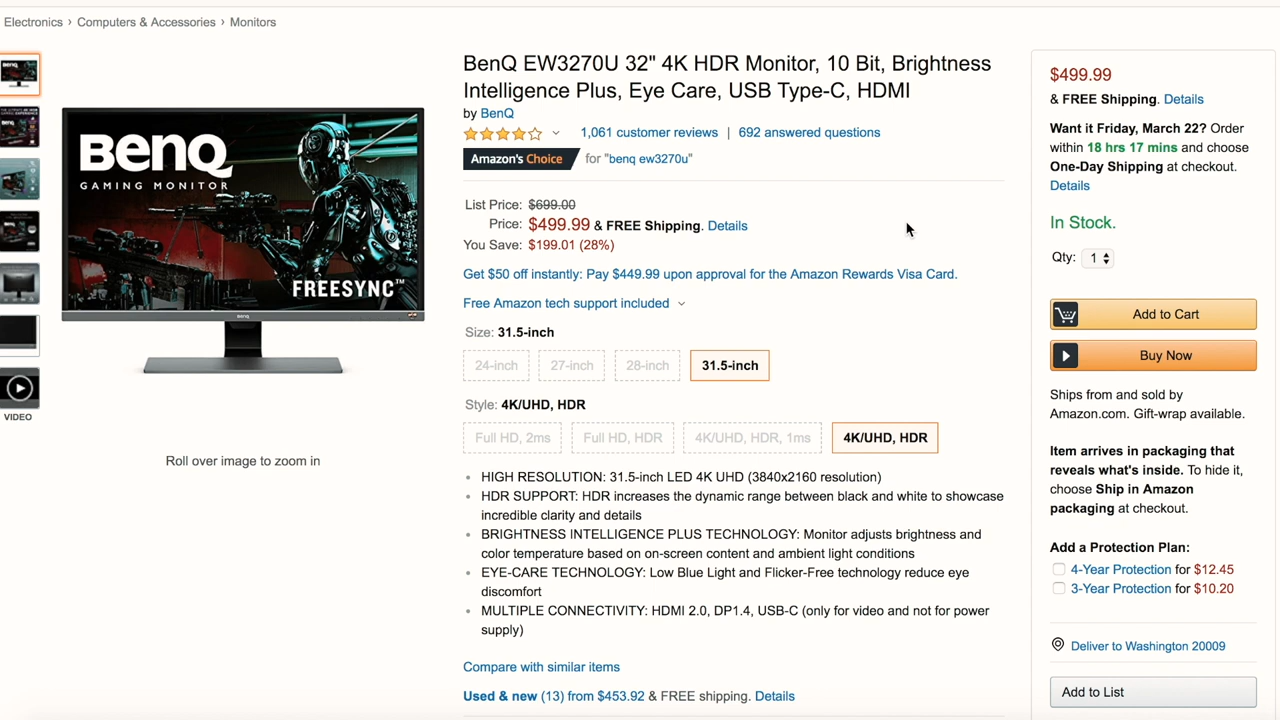 Electronics › Computers & Accessories › Monitors
BenQ EW3270U 32" 4K HDR Monitor, 10 Bit, Brightness
Intelligence Plus, Eye Care, USB Type-C, HDMI
by BenQ
1,061 customer reviews | 692 answered questions
Amazon's Choice for "benq ew3270u"
List Price: $699.00
Price: $499.99 & FREE Shipping. Details
You Save: $199.01 (28%)
Get $50 off instantly: Pay $449.99 upon approval for the Amazon Rewards Visa Card.
Free Amazon tech support included
Size: 31.5-inch
24-inch 27-inch 28-inch 31.5-inch
Style: 4K/UHD, HDR
Full HD, 2ms Full HD, HDR 4K/UHD, HDR, 1ms 4K/UHD, HDR
• HIGH RESOLUTION: 31.5-inch LED 4K UHD (3840x2160 resolution)
• HDR SUPPORT: HDR increases the dynamic range between black and white to showcase
incredible clarity and details
• BRIGHTNESS INTELLIGENCE PLUS TECHNOLOGY: Monitor adjusts brightness and
color temperature based on on-screen content and ambient light conditions
• EYE-CARE TECHNOLOGY: Low Blue Light and Flicker-Free technology reduce eye
discomfort
• MULTIPLE CONNECTIVITY: HDMI 2.0, DP1.4, USB-C (only for video and not for power
supply)
Compare with similar items
Used & new (13) from $453.92 & FREE shipping. Details
BenQ
GAMING MONITOR
FREESYNC™
BenQ
VIDEO
Roll over image to zoom in
$499.99
& FREE Shipping. Details
Want it Friday, March 22? Order
within 18 hrs 17 mins and choose
One-Day Shipping at checkout.
Details
In Stock.
Qty: 1
Add to Cart
Buy Now
Ships from and sold by
Amazon.com. Gift-wrap available.
Item arrives in packaging that
reveals what's inside. To hide it,
choose Ship in Amazon
packaging at checkout.
Add a Protection Plan:
4-Year Protection for $12.45
3-Year Protection for $10.20
Deliver to Washington 20009
Add to List